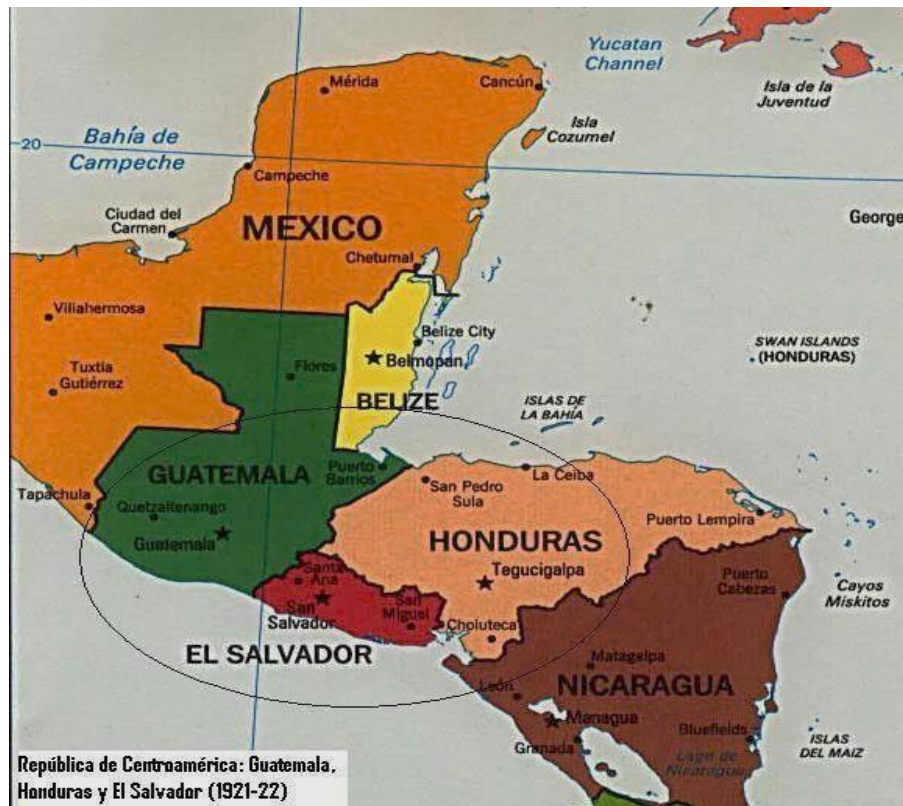 Yucatan
Channel
Isla de la
Juventud
Mérida
Cancún
Isla
Cozumel
20
Bahía de
Campeche
Campeche
Ciudad del
Carmen
MEXICO
George
Chetumal
Villahermosa
Belize City
Flores
Belmopan
SWAN ISLANDS
(HONDURAS)
Tuxtla
Gutiérrez
BELIZE
ISLAS DE
LA BAHÍA
GUATEMALA
Puerto
Barrios
La Ceiba
Tapachula
San Pedro
Sula
Quetzaltenango
Puerto Lempira
Guatemala
HONDURAS
Tegucigalpa
Santa
Ana
Puerto
Cabezas
Cayos
Miskitos
San
Salvador
San
Miguel
Choluteca
EL SALVADOR
Matagalpa
León
NICARAGUA
Managua
Granada
Bluefields
ISLAS
DEL MAIZ
Lago de
Nicaragua
República de Centroamérica: Guatemala,
Honduras y El Salvador (1921-22)